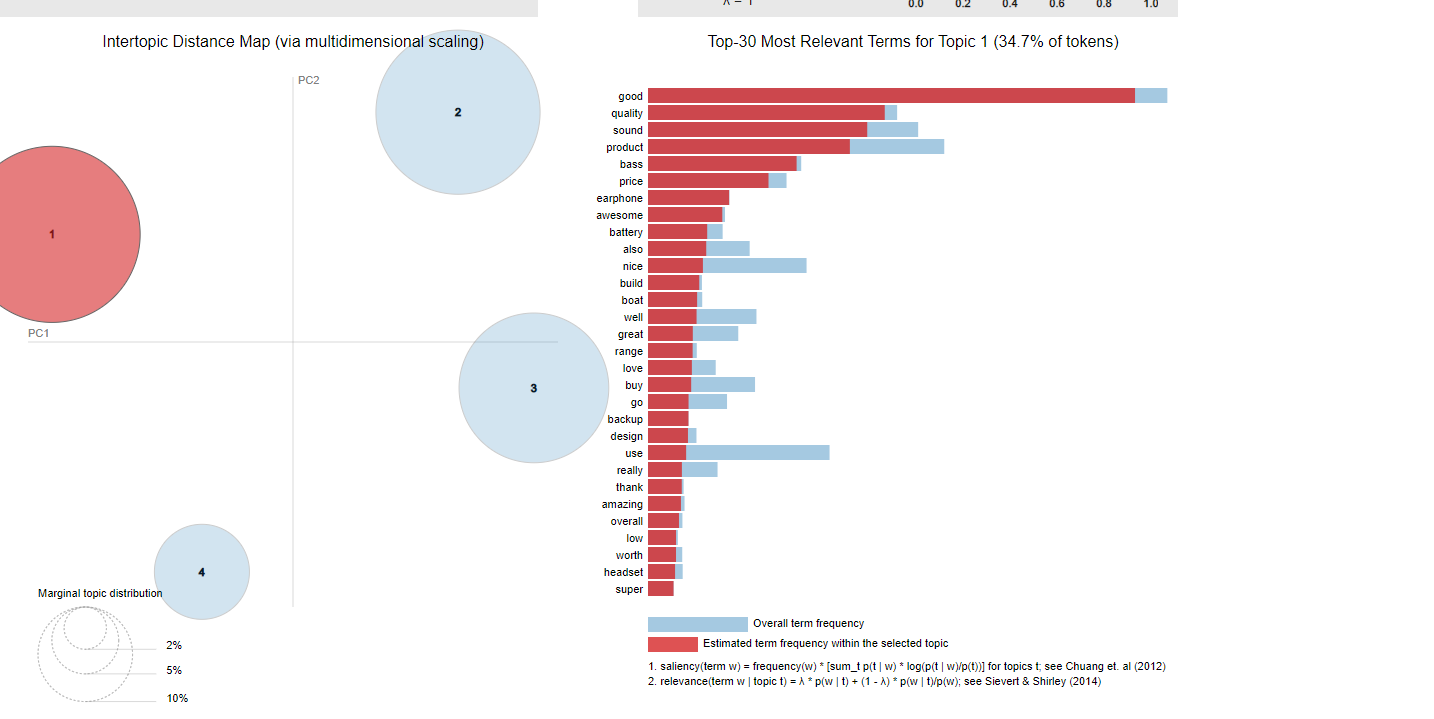 λ = 1
0.0 0.2 0.4 0.6 0.8 1.0
Intertopic Distance Map (via multidimensional scaling)
PC2
2
1
PC1
3
4
Marginal topic distribution
2%
5%
10%
Top-30 Most Relevant Terms for Topic 1 (34.7% of tokens)
good
quality
sound
product
bass
price
earphone
awesome
battery
also
nice
build
boat
well
great
range
love
buy
go
backup
design
use
really
thank
amazing
overall
low
worth
headset
super
Overall term frequency
Estimated term frequency within the selected topic
1. saliency(term w) = frequency(w) * [sum_t p(t | w) * log(p(t | w)/p(t))] for topics t; see Chuang et. al (2012)
2. relevance(term w | topic t) = λ * p(w | t) + (1 - λ) * p(w | t)/p(w); see Sievert & Shirley (2014)